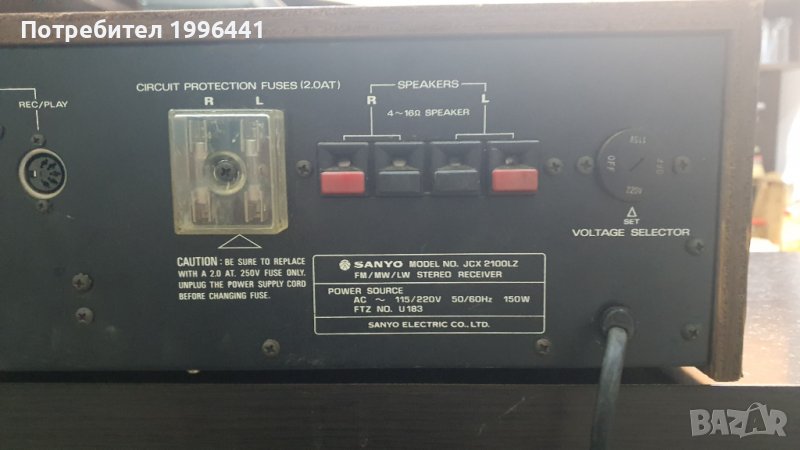 Потребител 1996441
REC/PLAY
CIRCUIT PROTECTION FUSES (2.0AT)
R L
SPEAKERS
R L
4~16Ω SPEAKER
115V
OFF
220V
SET
VOLTAGE SELECTOR
CAUTION: BE SURE TO REPLACE
WITH A 2.0 AT. 250V FUSE ONLY.
UNPLUG THE POWER SUPPLY CORD
BEFORE CHANGING FUSE.
SANYO MODEL NO. JCX 2100LZ
FM/MW/LW STEREO RECEIVER
POWER SOURCE
AC ~ 115/220V 50/60Hz 150W
FTZ NO. U183
SANYO ELECTRIC CO., LTD.
BAZAR